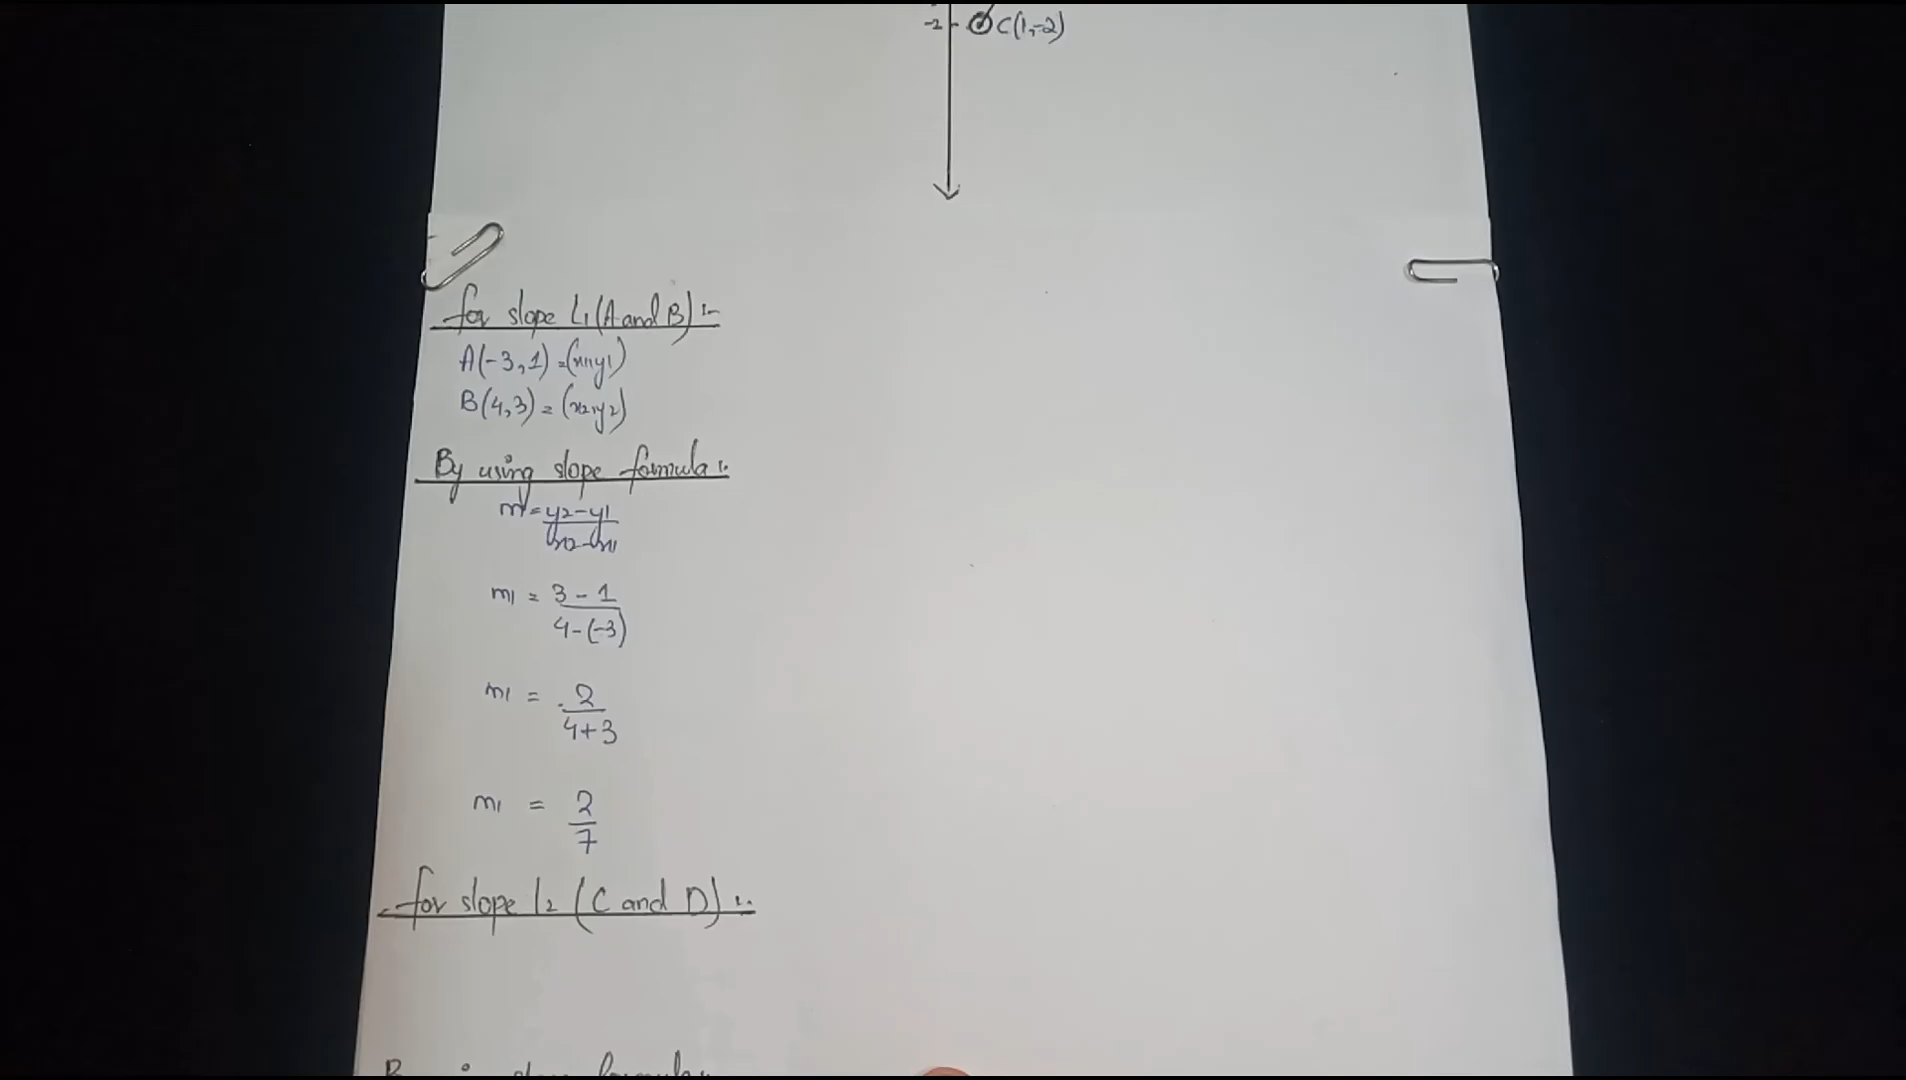 -2 C(1,-2)
for slope L1 (A and B) :-
A(-3,1) = (x1,y1)
B(4,3) = (x2,y2)
By using slope formula :-
m = y2-y1
x2-x1
m1 = 3-1
4-(-3)
m1 = 2
4+3
m1 = 2
7
for slope l2 (C and D) :-